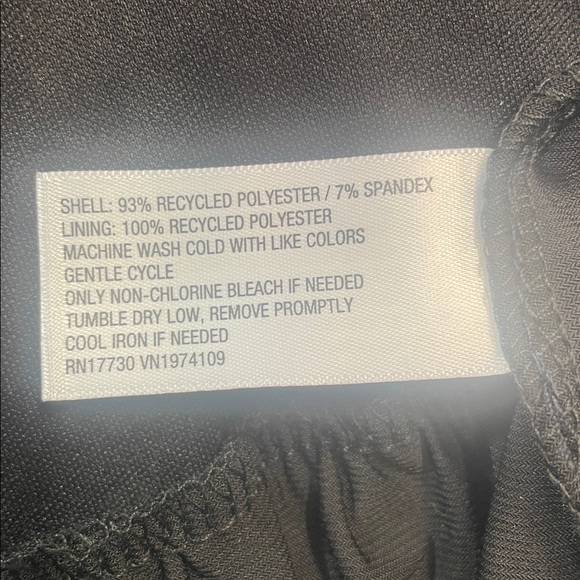 SHELL: 93% RECYCLED POLYESTER / 7% SPANDEX
LINING: 100% RECYCLED POLYESTER
MACHINE WASH COLD WITH LIKE COLORS
GENTLE CYCLE
ONLY NON-CHLORINE BLEACH IF NEEDED
TUMBLE DRY LOW, REMOVE PROMPTLY
COOL IRON IF NEEDED
RN17730 VN1974109